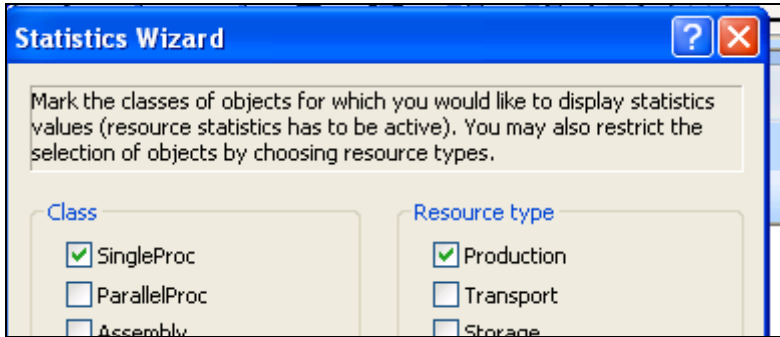 Statistics Wizard
Mark the classes of objects for which you would like to display statistics
values (resource statistics has to be active). You may also restrict the
selection of objects by choosing resource types.
Class
Resource type
SingleProc
Production
ParallelProc
Transport
Assembly
Storage